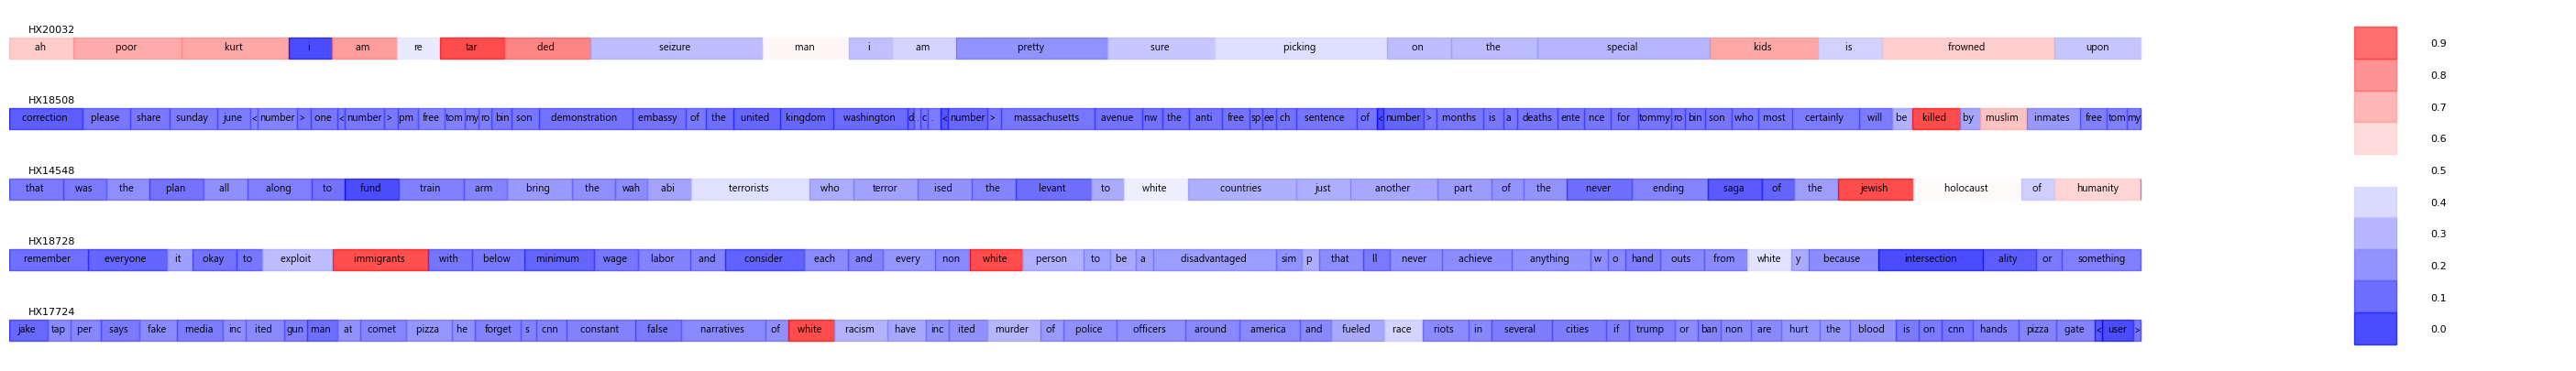 HX20032
ah poor kurt i am re tar ded seizure man i am pretty sure picking on the special kids is frowned upon
HX18508
correction please share sunday june < number > one < number > pm free tom my ro bin son demonstration embassy of the united kingdom washington d . c . < number > massachusetts avenue nw the anti free sp ee ch sentence of < number > months is a deaths ente nce for tommy ro bin son who most certainly will be killed by muslim inmates free tom my
HX14548
that was the plan all along to fund train arm bring the wah abi terrorists who terror ised the levant to white countries just another part of the never ending saga of the jewish holocaust of humanity
HX18728
remember everyone it okay to exploit immigrants with below minimum wage labor and consider each and every non white person to be a disadvantaged sim p that ll never achieve anything w o hand outs from white y because intersection ality or something
HX17724
jake tap per says fake media inc ited gun man at comet pizza he forget s cnn constant false narratives of white racism have inc ited murder of police officers around america and fueled race riots in several cities if trump or ban non are hurt the blood is on cnn hands pizza gate < user >
0.9
0.8
0.7
0.6
0.5
0.4
0.3
0.2
0.1
0.0